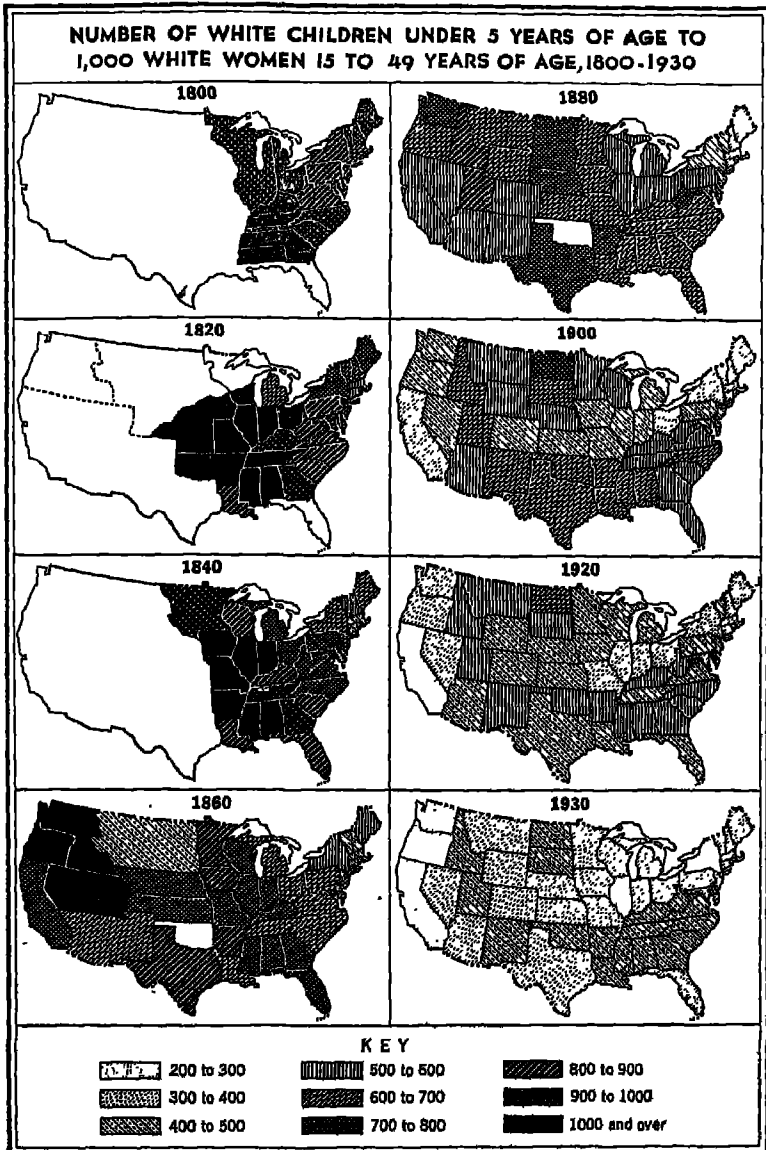 NUMBER OF WHITE CHILDREN UNDER 5 YEARS OF AGE TO
1,000 WHITE WOMEN 15 TO 49 YEARS OF AGE, 1800-1930
1800
1880
1820
1900
1840
1920
1860
1930
KEY
200 to 300
300 to 400
400 to 500
500 to 600
600 to 700
700 to 800
800 to 900
900 to 1000
1000 and over